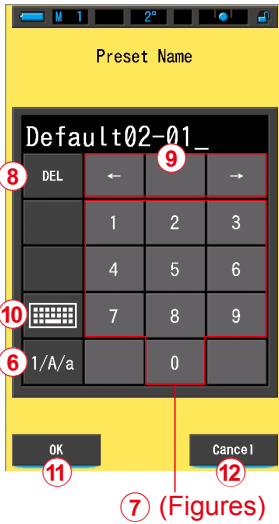 M 1 2°
Preset Name
Default02-01_
9
8 DEL ← →
1 2 3
4 5 6
10 7 8 9
6 1/A/a 0
OK Cancel
11 12
7 (Figures)